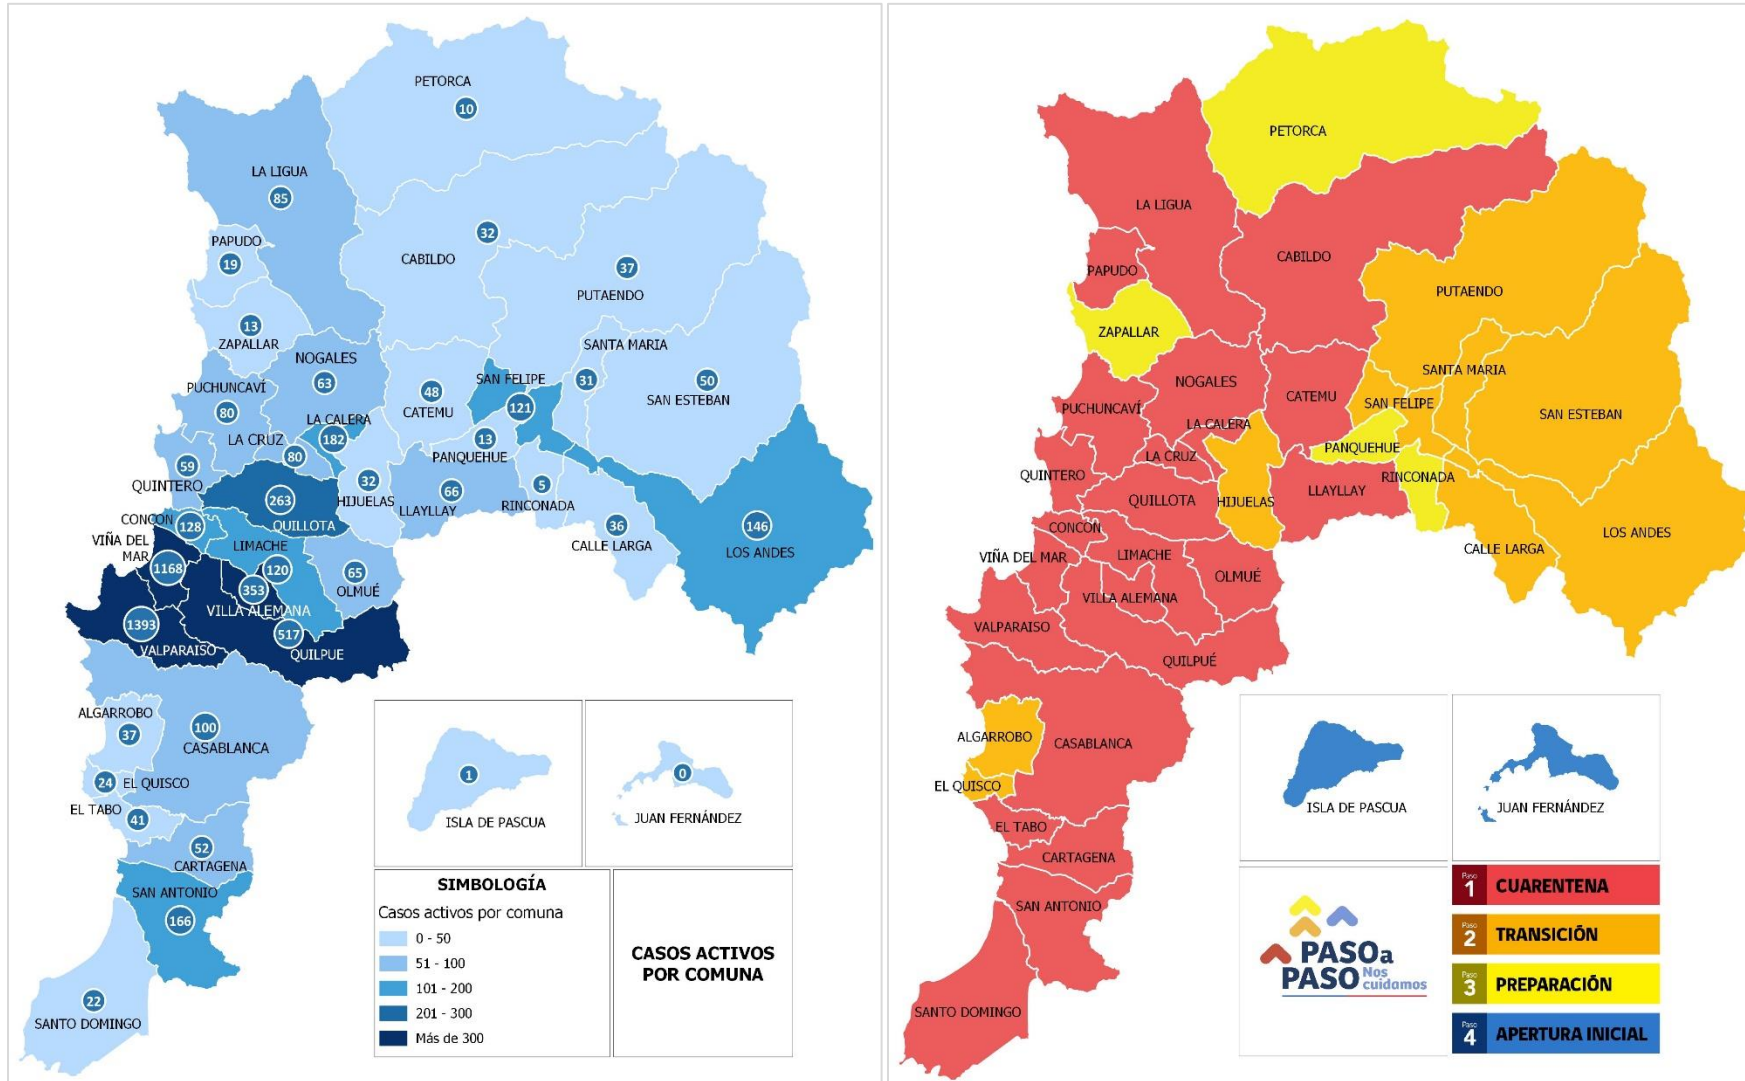 PETORCA
10
LA LIGUA
85
PAPUDO
19
32
CABILDO
37
PUTAENDO
13
ZAPALLAR
SANTA MARIA
31
50
SAN ESTEBAN
NOGALES
63
PUCHUNCAVÍ
80
48
CATEMU
SAN FELIPE
121
LA CALERA
182
LA CRUZ
80
13
PANQUEHUE
59
QUINTERO
32
HIJUELAS
66
LLAYLLAY
5
RINCONADA
263
QUILLOTA
36
CALLE LARGA
146
LOS ANDES
CONCON
128
VIÑA DEL
MAR
1168
LIMACHE
120
353
VILLA ALEMANA
65
OLMUÉ
1393
VALPARAISO
517
QUILPUE
ALGARROBO
37
100
CASABLANCA
24
EL QUISCO
EL TABO
41
52
CARTAGENA
SAN ANTONIO
166
22
SANTO DOMINGO
1
ISLA DE PASCUA
0
JUAN FERNÁNDEZ
SIMBOLOGÍA
Casos activos por comuna
0 - 50
51 - 100
101 - 200
201 - 300
Más de 300
CASOS ACTIVOS
POR COMUNA
PETORCA
LA LIGUA
CABILDO
PAPUDO
PUTAENDO
ZAPALLAR
SANTA MARIA
NOGALES
CATEMU
SAN FELIPE
SAN ESTEBAN
PUCHUNCAVÍ
LA CALERA
PANQUEHUE
LA CRUZ
QUINTERO
RINCONADA
LLAYLLAY
QUILLOTA
HIJUELAS
CONCÓN
LOS ANDES
VIÑA DEL MAR
LIMACHE
CALLE LARGA
OLMUÉ
VILLA ALEMANA
VALPARAISO
QUILPUÉ
ALGARROBO
CASABLANCA
EL QUISCO
EL TABO
CARTAGENA
SAN ANTONIO
SANTO DOMINGO
ISLA DE PASCUA
JUAN FERNÁNDEZ
PASO a
PASO Nos
cuidamos
Paso
1 CUARENTENA
Paso
2 TRANSICIÓN
Paso
3 PREPARACIÓN
Paso
4 APERTURA INICIAL